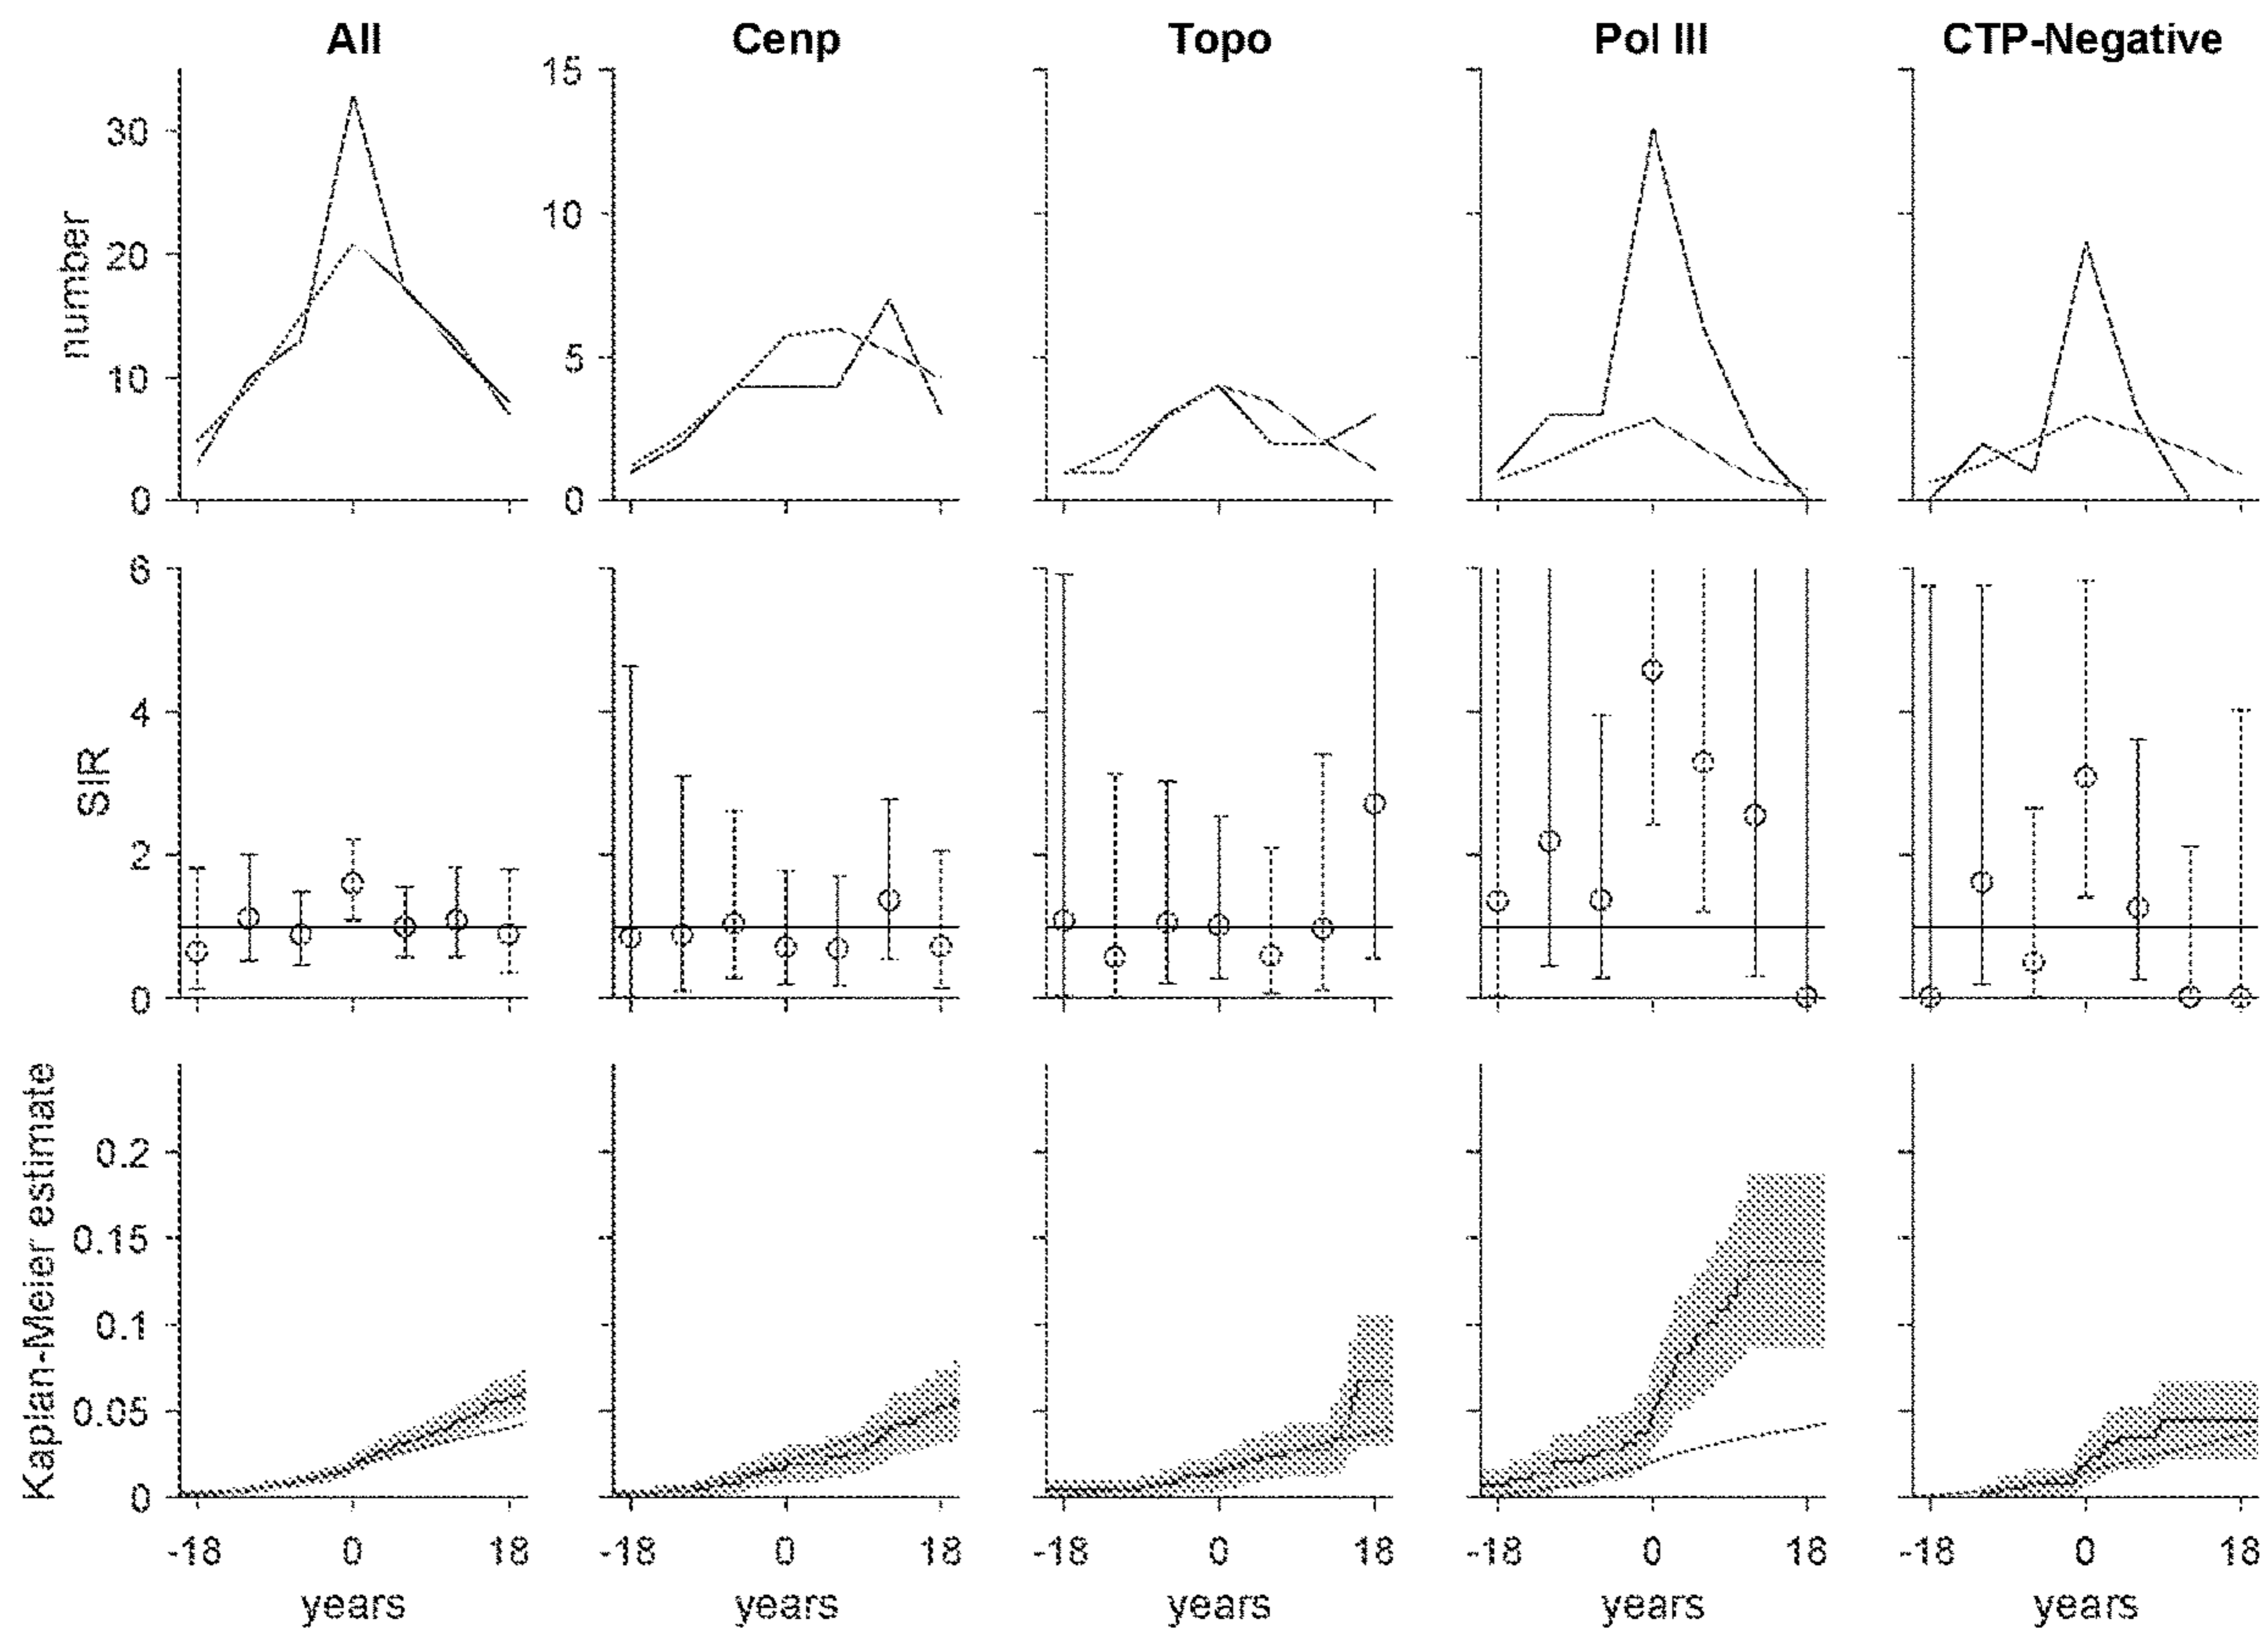 All Cenp Topo Pol III CTP-Negative
number
30
20
10
0
15
10
5
0
SIR
6
4
2
0
Kaplan-Meier estimate
0.2
0.15
0.1
0.05
0
-18 0 18 -18 0 18 -18 0 18 -18 0 18 -18 0 18
years years years years years